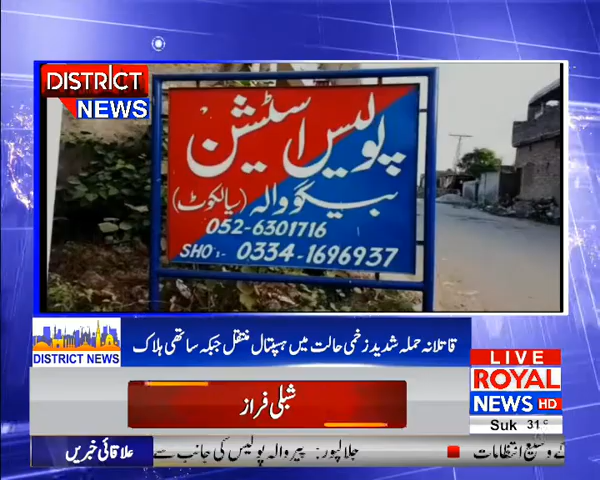 DISTRICT
NEWS
پولیس اسٹیشن
بیگووالہ (سیالکوٹ)
052-6301716
SHO:- 0334-1696937
DISTRICT NEWS
قاتلانہ حملہ شدید زخمی حالت میں ہسپتال منتقل جبکہ ساتھی ہلاک
شبلی فراز
LIVE
ROYAL
NEWS HD
Suk 31°C
علاقائی خبریں
کے وسیع انتظامات
جلالپور: پیروالہ پولیس کی جانب سے